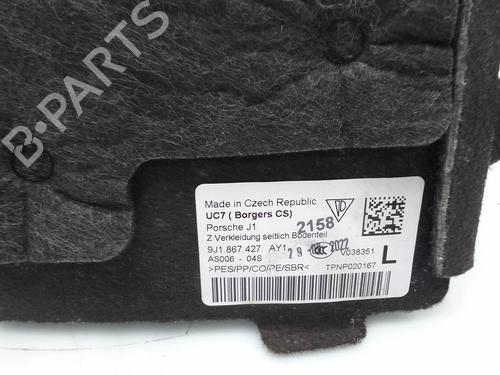 B-PARTS
Made in Czech Republic
UC7 ( Borgers CS)
Porsche J1
2158
Z Verkleidung seitlich Bodenteil
9J1.867.427. AY1
29 2022
AS006 - 04S
V038351
>PES/PP/CO/PE/SBR<
TPNP020167
L